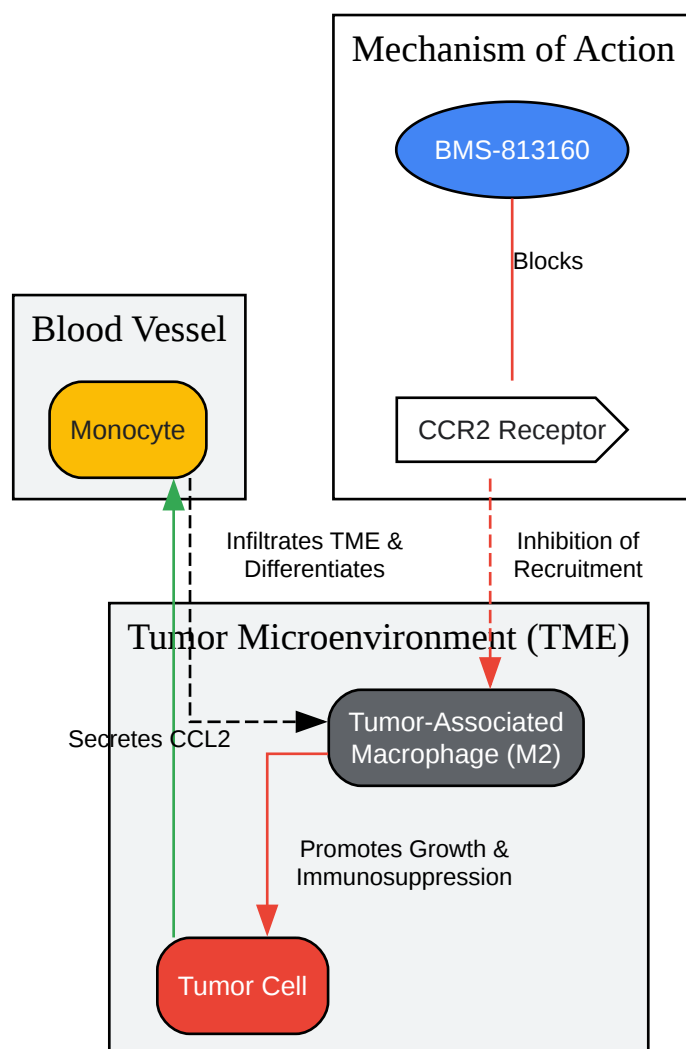 Mechanism of Action
BMS-813160
Blocks
Blood Vessel
Monocyte
CCR2 Receptor
Infiltrates TME &
Differentiates
Inhibition of
Recruitment
Tumor Microenvironment (TME)
Tumor-Associated
Macrophage (M2)
Secretes CCL2
Promotes Growth &
Immunosuppression
Tumor Cell